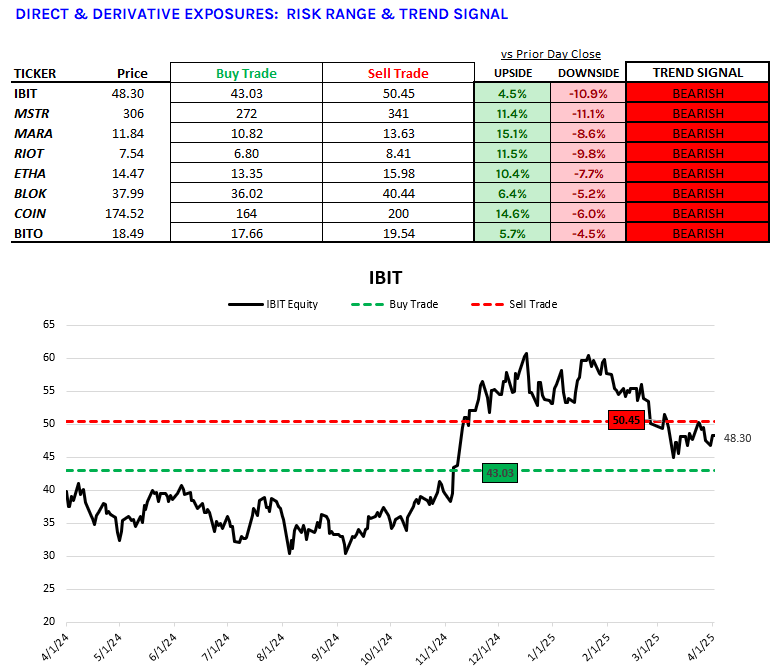 DIRECT & DERIVATIVE EXPOSURES: RISK RANGE & TREND SIGNAL
vs Prior Day Close
TICKER Price Buy Trade Sell Trade UPSIDE DOWNSIDE TREND SIGNAL
IBIT 48.30 43.03 50.45 4.5% -10.9% BEARISH
MSTR 306 272 341 11.4% -11.1% BEARISH
MARA 11.84 10.82 13.63 15.1% -8.6% BEARISH
RIOT 7.54 6.80 8.41 11.5% -9.8% BEARISH
ETHA 14.47 13.35 15.98 10.4% -7.7% BEARISH
BLOK 37.99 36.02 40.44 6.4% -5.2% BEARISH
COIN 174.52 164 200 14.6% -6.0% BEARISH
BITO 18.49 17.66 19.54 5.7% -4.5% BEARISH
IBIT
IBIT Equity Buy Trade Sell Trade
65
60
55
50
45
40
35
30
25
20
50.45
48.30
43.03
4/1/24 5/1/24 6/1/24 7/1/24 8/1/24 9/1/24 10/1/24 11/1/24 12/1/24 1/1/25 2/1/25 3/1/25 4/1/25